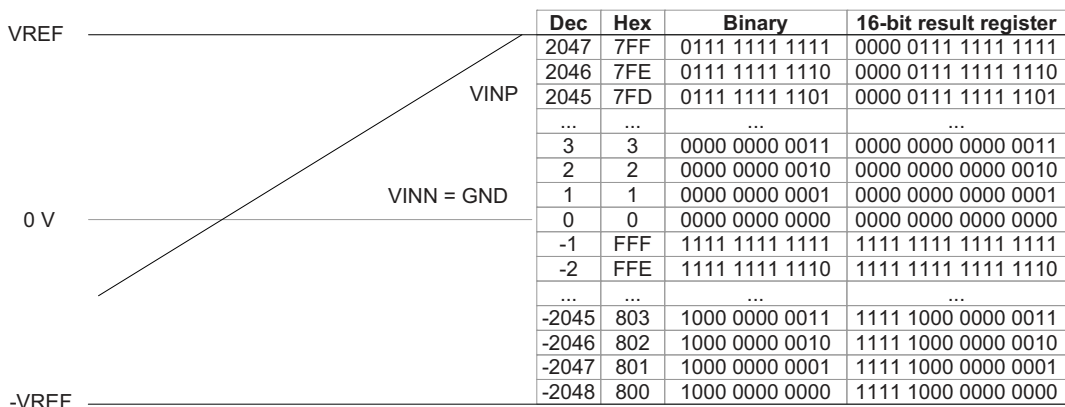 VREF
VINP
VINN = GND
0 V
-VREF
Dec Hex Binary 16-bit result register
2047 7FF 0111 1111 1111 0000 0111 1111 1111
2046 7FE 0111 1111 1110 0000 0111 1111 1110
2045 7FD 0111 1111 1101 0000 0111 1111 1101
... ... ... ...
3 3 0000 0000 0011 0000 0000 0000 0011
2 2 0000 0000 0010 0000 0000 0000 0010
1 1 0000 0000 0001 0000 0000 0000 0001
0 0 0000 0000 0000 0000 0000 0000 0000
-1 FFF 1111 1111 1111 1111 1111 1111 1111
-2 FFE 1111 1111 1110 1111 1111 1111 1110
... ... ... ...
-2045 803 1000 0000 0011 1111 1000 0000 0011
-2046 802 1000 0000 0010 1111 1000 0000 0010
-2047 801 1000 0000 0001 1111 1000 0000 0001
-2048 800 1000 0000 0000 1111 1000 0000 0000